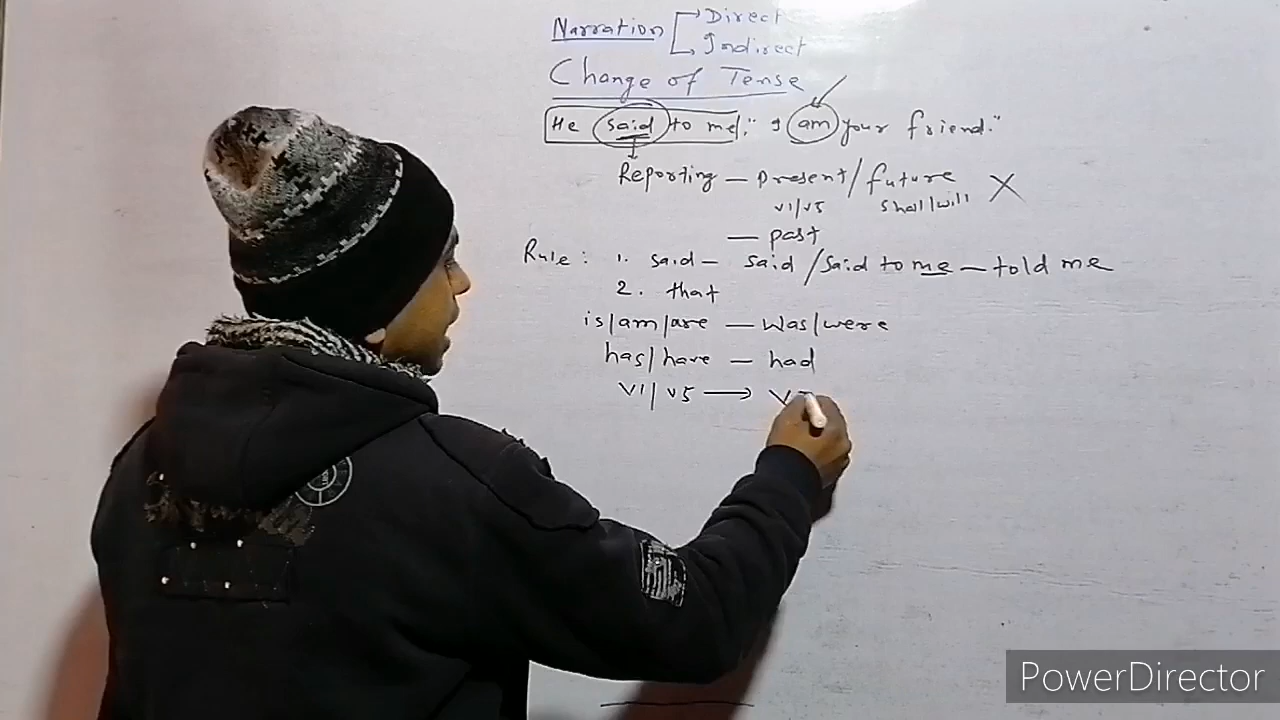 Narration Direct
Indirect
Change of Tense
He said to me, "I am your friend."
Reporting – Present/future X
V1/V5 shall/will
– past
Rule: 1. said – said/said to me – told me
2. that
is/am/are – was/were
has/have – had
V1/V5 → V
PowerDirector